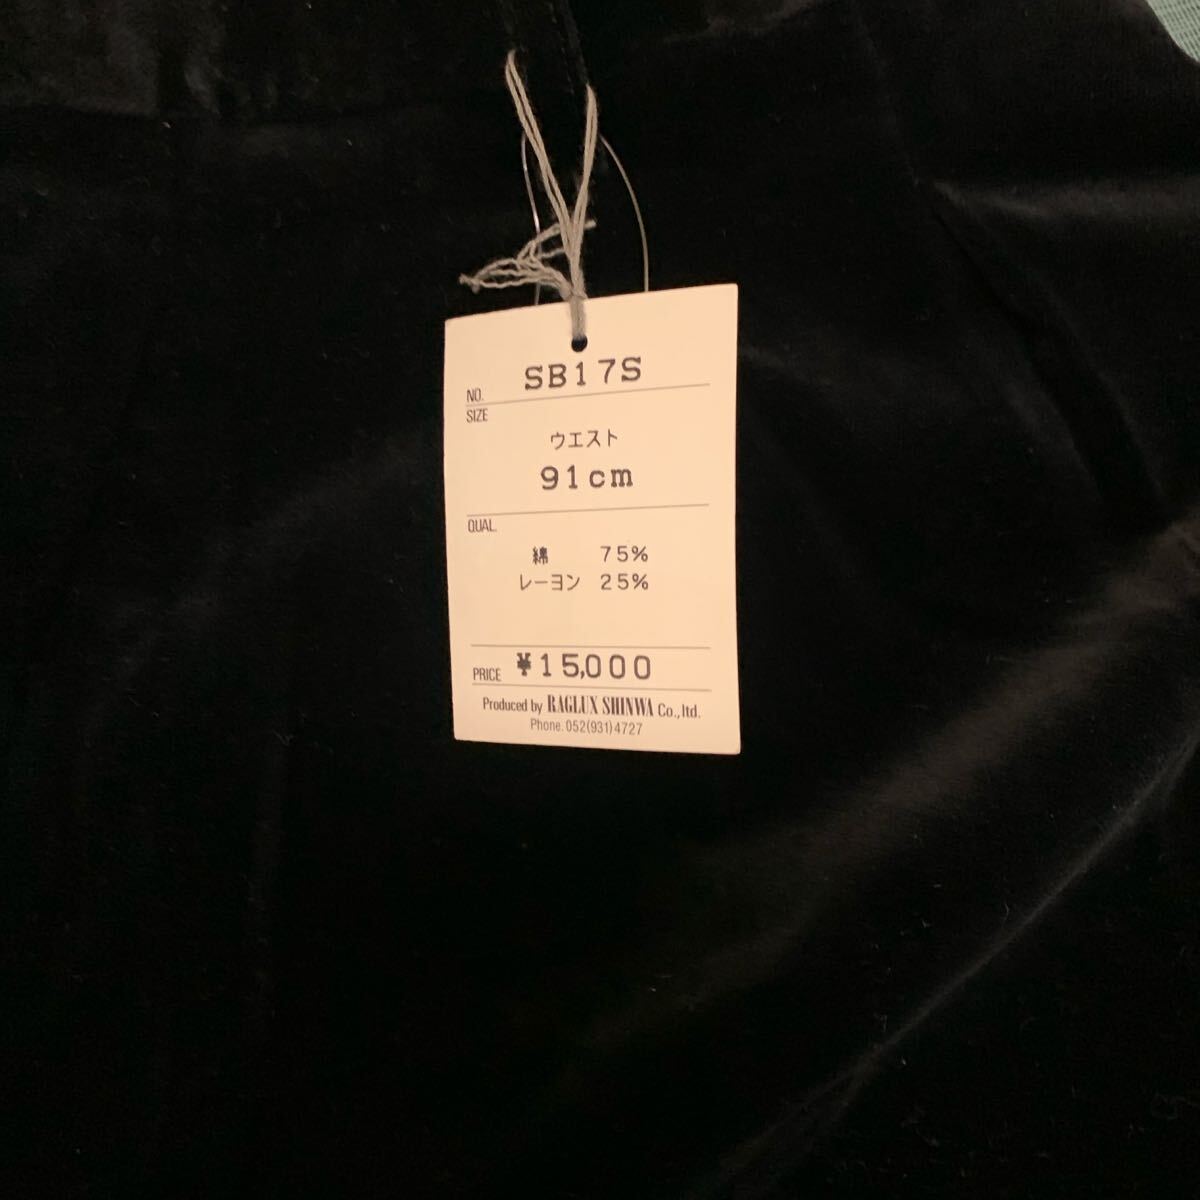 NO. SB17S
SIZE
ウエスト
91cm
QUAL.
綿 75%
レーヨン 25%
PRICE ¥15,000
Produced by RAGLUX SHINWA Co.,ltd.
Phone. 052(931)4727